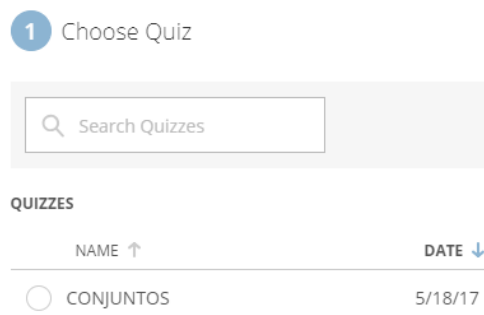 1 Choose Quiz
Search Quizzes
QUIZZES
NAME ↑ DATE ↓
CONJUNTOS 5/18/17